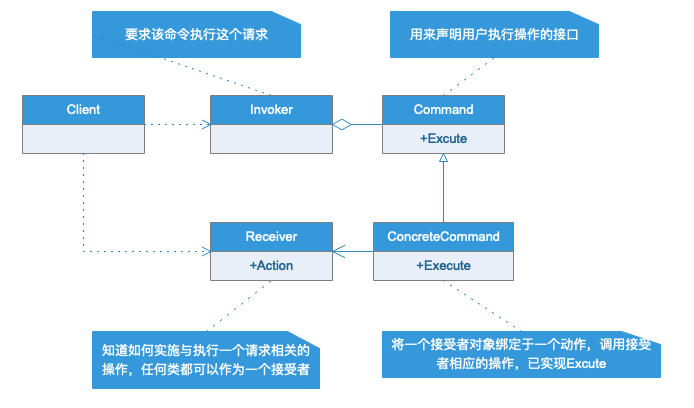 要求该命令执行这个请求
用来声明用户执行操作的接口
Client
Invoker
Command
+Excute
Receiver
+Action
ConcreteCommand
+Execute
知道如何实施与执行一个请求相关的
操作，任何类都可以作为一个接受者
将一个接受者对象绑定于一个动作，调用接受
者相应的操作，已实现Excute